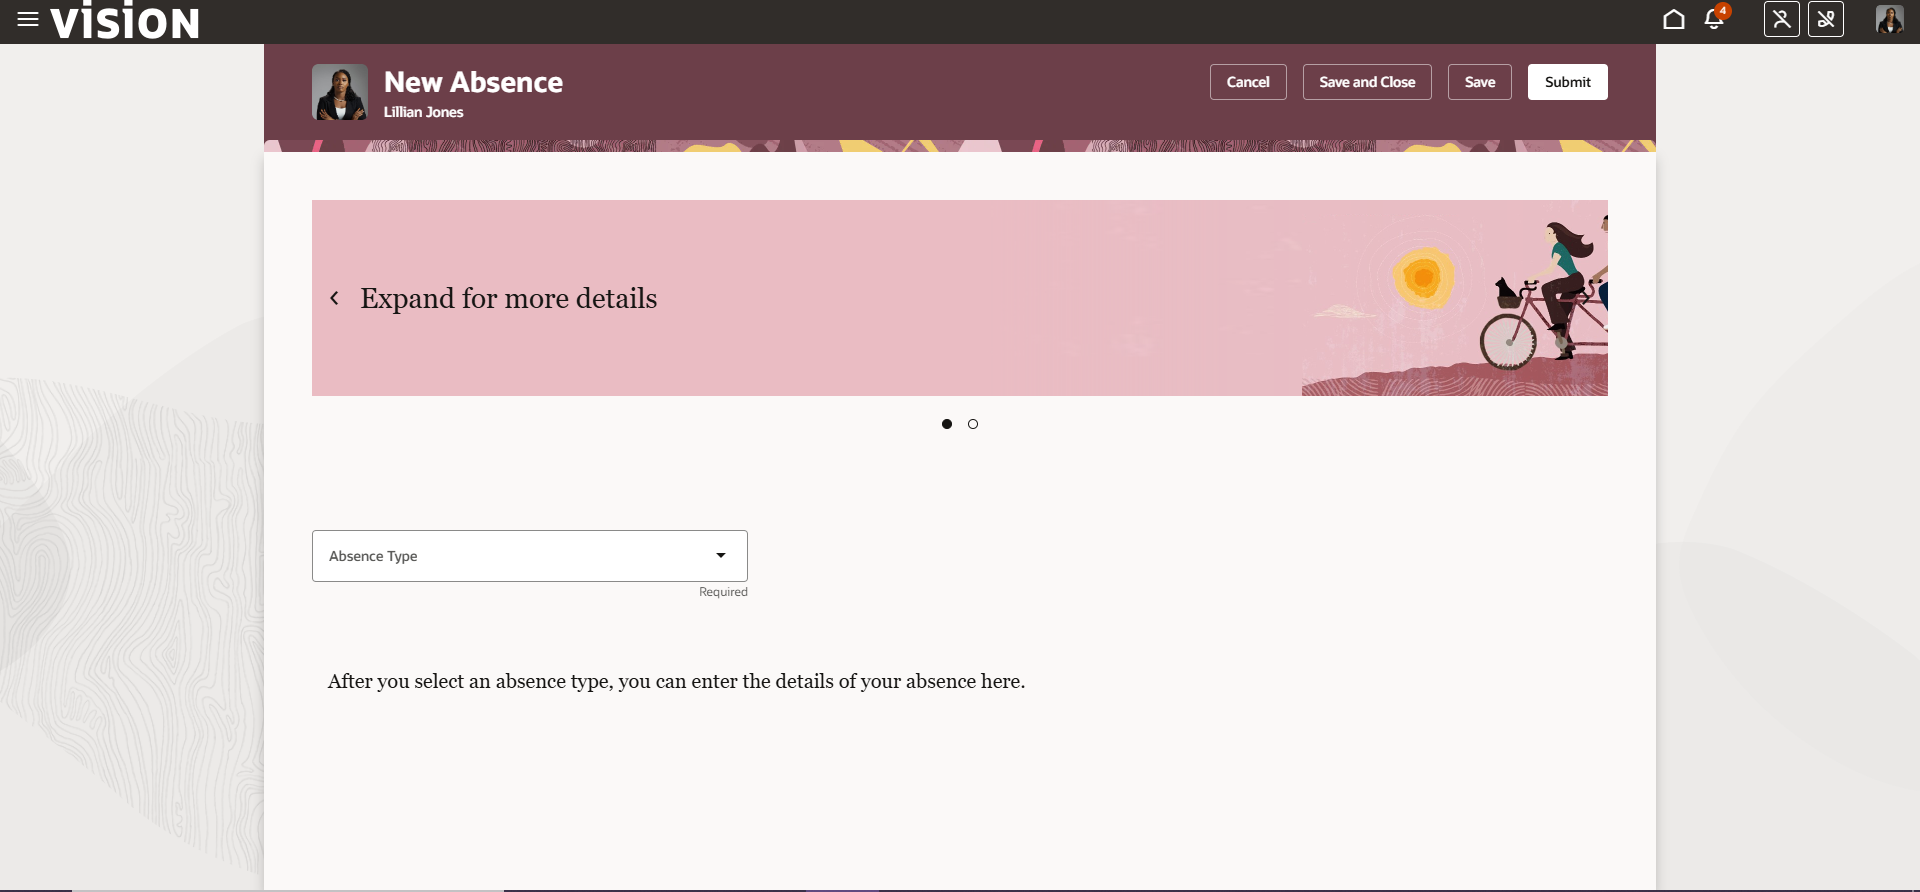 vision
4
New Absence
Lillian Jones
Cancel
Save and Close
Save
Submit
Expand for more details
Absence Type
Required
After you select an absence type, you can enter the details of your absence here.